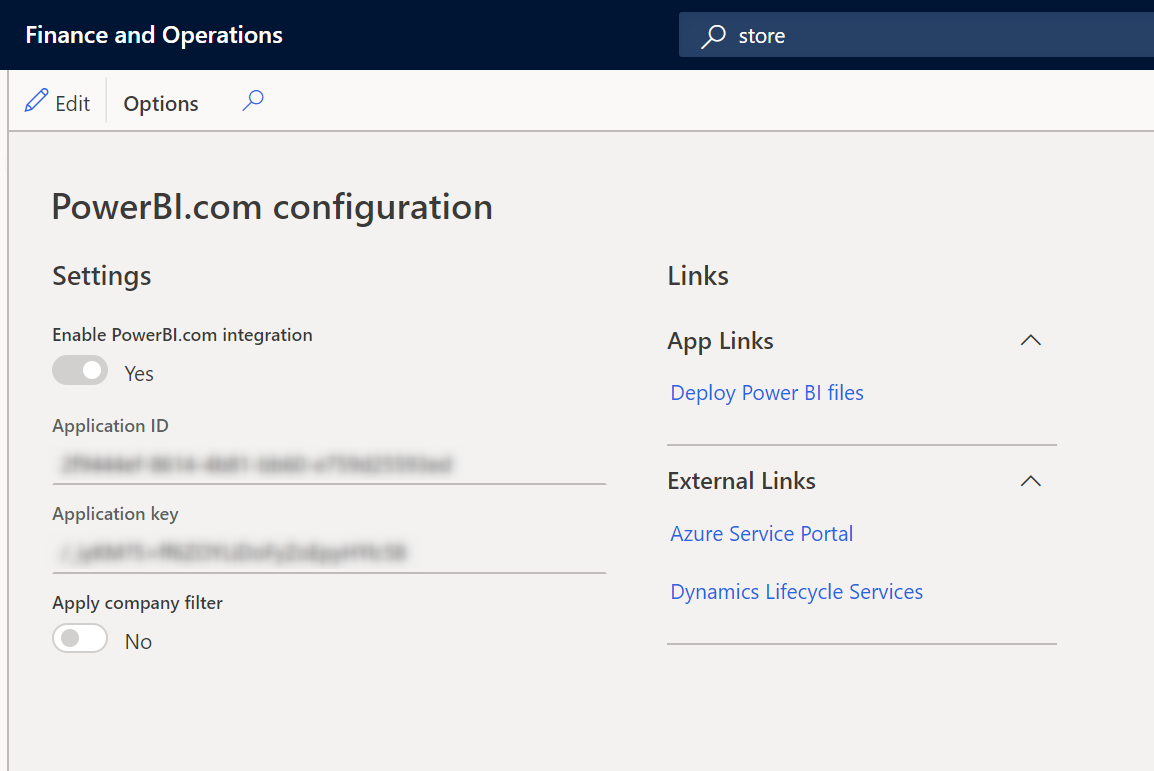 Finance and Operations
store
Edit
Options
PowerBI.com configuration
Settings
Enable PowerBI.com integration
Yes
Application ID
Application key
Apply company filter
No
Links
App Links
Deploy Power BI files
External Links
Azure Service Portal
Dynamics Lifecycle Services